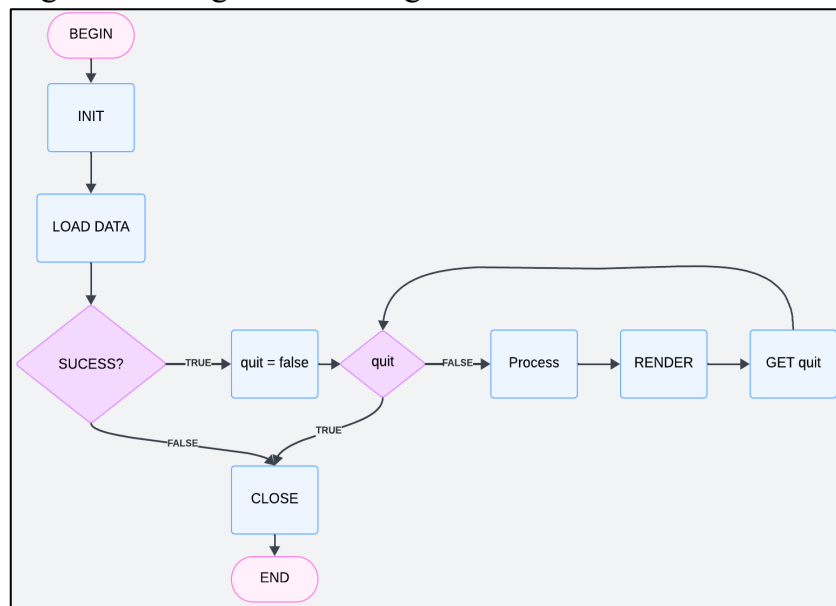 BEGIN
INIT
LOAD DATA
SUCESS?
TRUE
quit = false
quit
FALSE
Process
RENDER
GET quit
FALSE
TRUE
CLOSE
END